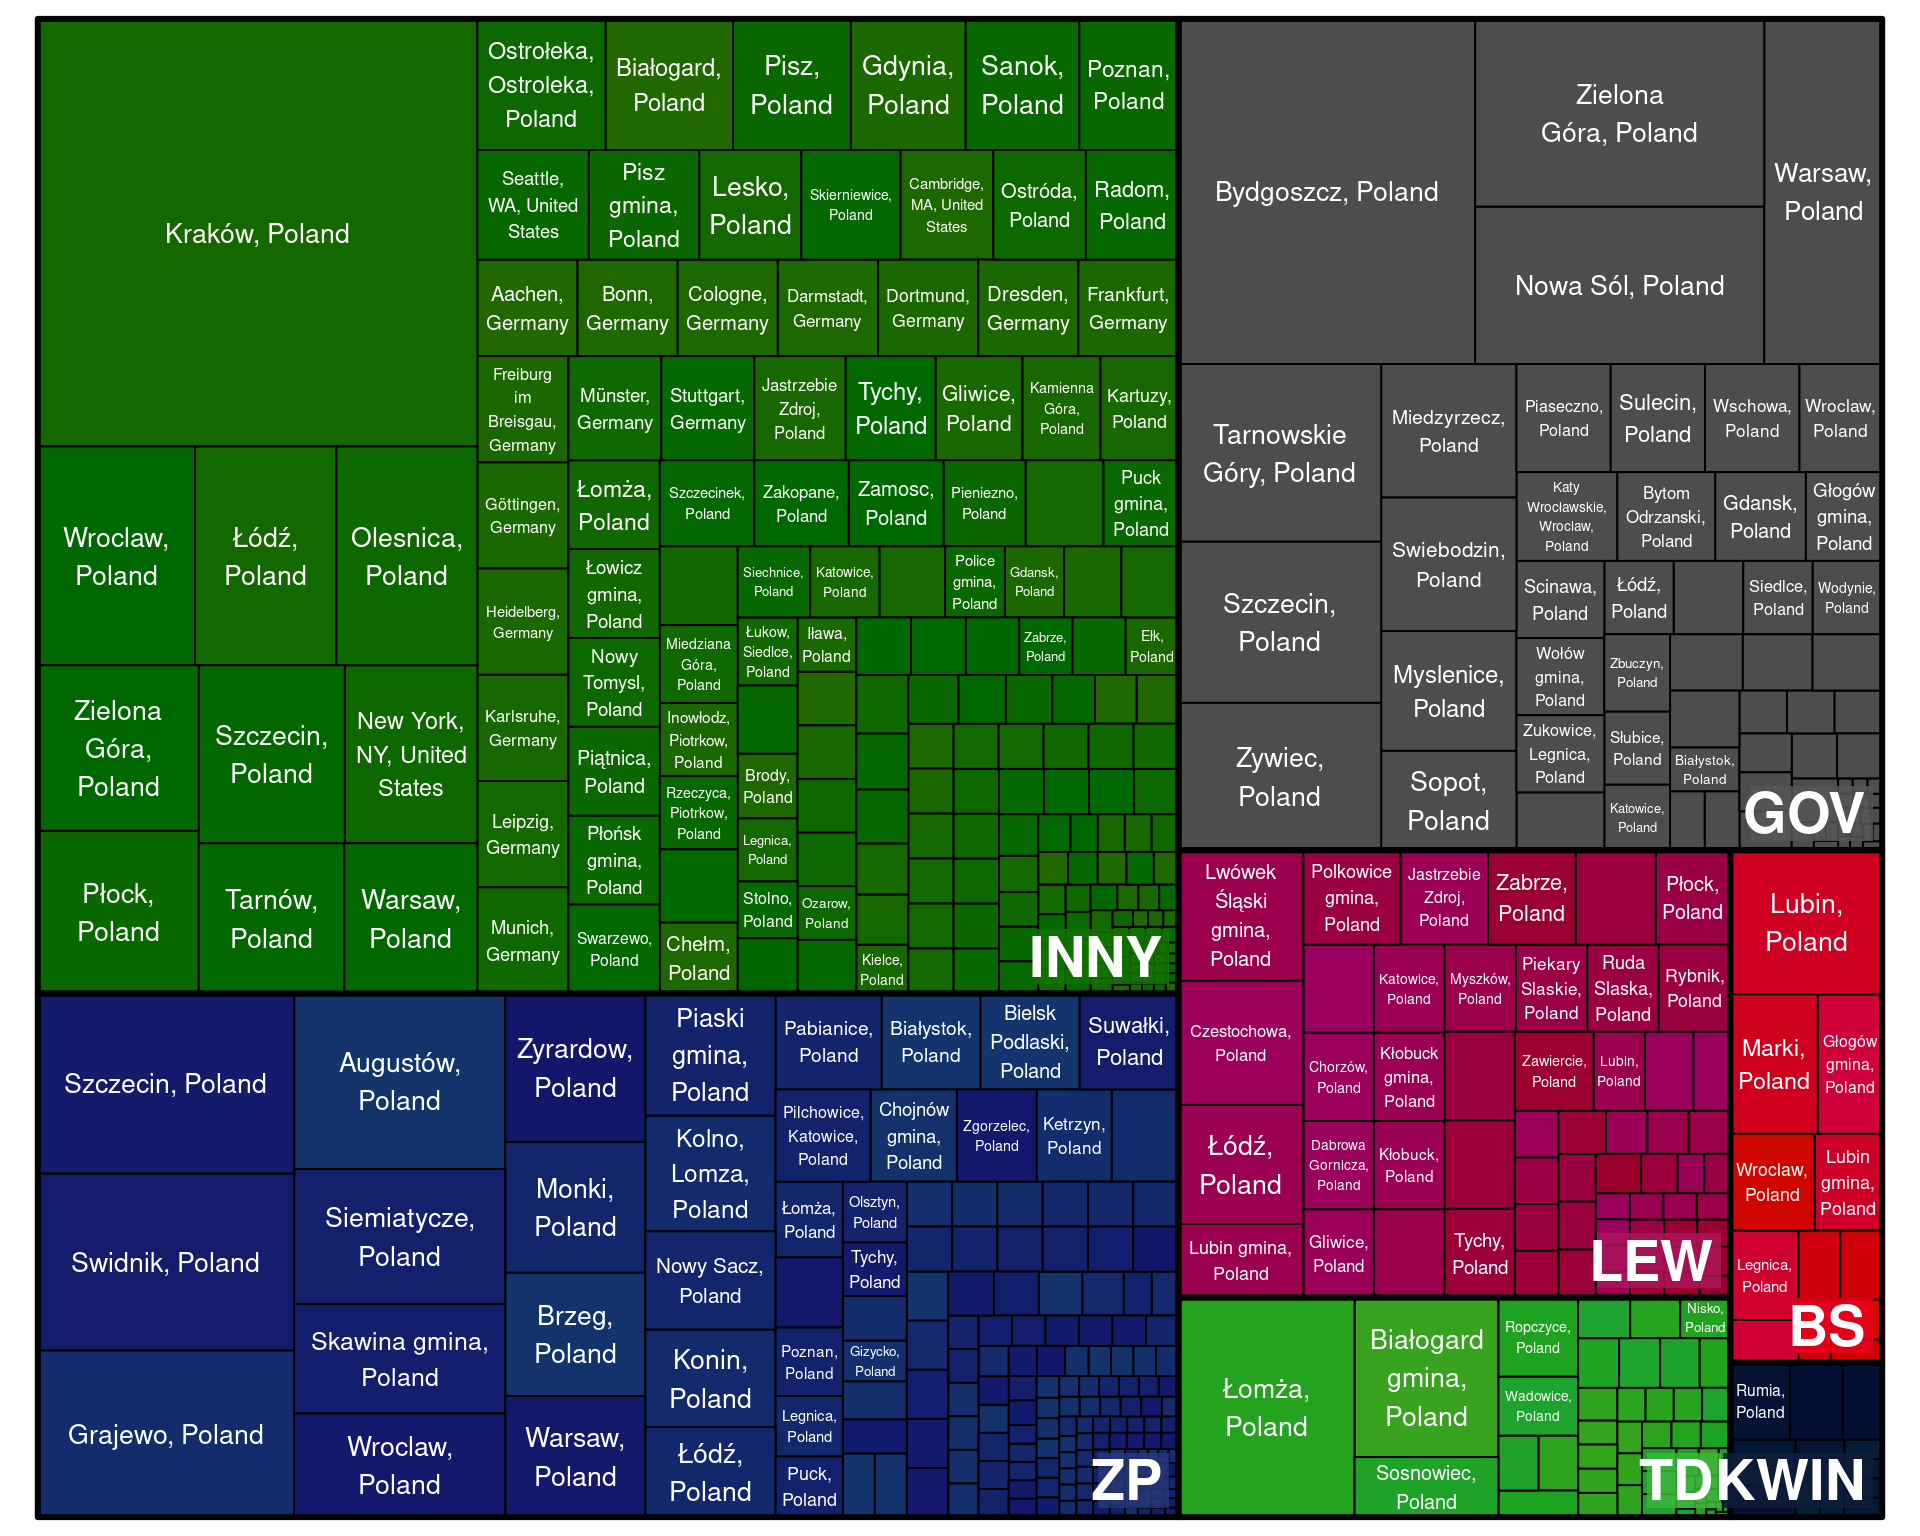 Kraków, Poland
Wroclaw,
Poland
Łódź,
Poland
Olesnica,
Poland
Zielona
Góra,
Poland
Szczecin,
Poland
New York,
NY, United
States
Płock,
Poland
Tarnów,
Poland
Warsaw,
Poland
Ostrołeka,
Ostroleka,
Poland
Białogard,
Poland
Pisz,
Poland
Gdynia,
Poland
Sanok,
Poland
Poznan,
Poland
Seattle,
WA, United
States
Pisz
gmina,
Poland
Lesko,
Poland
Skierniewice,
Poland
Cambridge,
MA, United
States
Ostróda,
Poland
Radom,
Poland
Aachen,
Germany
Bonn,
Germany
Cologne,
Germany
Darmstadt,
Germany
Dortmund,
Germany
Dresden,
Germany
Frankfurt,
Germany
Freiburg
im
Breisgau,
Germany
Münster,
Germany
Stuttgart,
Germany
Jastrzebie
Zdroj,
Poland
Tychy,
Poland
Gliwice,
Poland
Kamienna
Góra,
Poland
Kartuzy,
Poland
Göttingen,
Germany
Heidelberg,
Germany
Karlsruhe,
Germany
Leipzig,
Germany
Munich,
Germany
Łomża,
Poland
Szczecinek,
Poland
Zakopane,
Poland
Zamosc,
Poland
Pieniezno,
Poland
Puck
gmina,
Poland
Łowicz
gmina,
Poland
Nowy
Tomysl,
Poland
Piątnica,
Poland
Płońsk
gmina,
Poland
Swarzewo,
Poland
Siechnice,
Poland
Katowice,
Poland
Police
gmina,
Poland
Gdansk,
Poland
Miedziana
Góra,
Poland
Łukow,
Siedlce,
Poland
Iława,
Poland
Zabrze,
Poland
Ełk,
Poland
Inowłodz,
Piotrkow,
Poland
Rzeczyca,
Piotrkow,
Poland
Brody,
Poland
Legnica,
Poland
Stolno,
Poland
Ozarow,
Poland
Chełm,
Poland
Kielce,
Poland
INNY
Bydgoszcz, Poland
Zielona
Góra, Poland
Nowa Sól, Poland
Warsaw,
Poland
Tarnowskie
Góry, Poland
Szczecin,
Poland
Zywiec,
Poland
Miedzyrzecz,
Poland
Swiebodzin,
Poland
Myslenice,
Poland
Sopot,
Poland
Piaseczno,
Poland
Sulecin,
Poland
Wschowa,
Poland
Wroclaw,
Poland
Katy
Wrocławskie,
Wroclaw,
Poland
Bytom
Odrzanski,
Poland
Gdansk,
Poland
Głogów
gmina,
Poland
Scinawa,
Poland
Łódź,
Poland
Siedlce,
Poland
Wodynie,
Poland
Wołów
gmina,
Poland
Zbuczyn,
Poland
Zukowice,
Legnica,
Poland
Słubice,
Poland
Białystok,
Poland
Katowice,
Poland
GOV
Szczecin, Poland
Swidnik, Poland
Grajewo, Poland
Augustów,
Poland
Siemiatycze,
Poland
Skawina gmina,
Poland
Wroclaw,
Poland
Zyrardow,
Poland
Monki,
Poland
Brzeg,
Poland
Warsaw,
Poland
Piaski
gmina,
Poland
Kolno,
Lomza,
Poland
Nowy Sacz,
Poland
Konin,
Poland
Łódź,
Poland
Pabianice,
Poland
Białystok,
Poland
Bielsk
Podlaski,
Poland
Suwałki,
Poland
Pilchowice,
Katowice,
Poland
Chojnów
gmina,
Poland
Zgorzelec,
Poland
Ketrzyn,
Poland
Łomża,
Poland
Olsztyn,
Poland
Tychy,
Poland
Poznan,
Poland
Gizycko,
Poland
Legnica,
Poland
Puck,
Poland
ZP
Lwówek
Śląski
gmina,
Poland
Polkowice
gmina,
Poland
Jastrzebie
Zdroj,
Poland
Zabrze,
Poland
Płock,
Poland
Czestochowa,
Poland
Katowice,
Poland
Myszków,
Poland
Piekary
Slaskie,
Poland
Ruda
Slaska,
Poland
Rybnik,
Poland
Chorzów,
Poland
Kłobuck
gmina,
Poland
Zawiercie,
Poland
Lubin,
Poland
Łódź,
Poland
Dabrowa
Gornicza,
Poland
Kłobuck,
Poland
Lubin gmina,
Poland
Gliwice,
Poland
Tychy,
Poland
LEW
Lubin,
Poland
Marki,
Poland
Głogów
gmina,
Poland
Wroclaw,
Poland
Lubin
gmina,
Poland
Legnica,
Poland
BS
Łomża,
Poland
Białogard
gmina,
Poland
Sosnowiec,
Poland
Ropczyce,
Poland
Wadowice,
Poland
Nisko,
Poland
Rumia,
Poland
TDKWIN